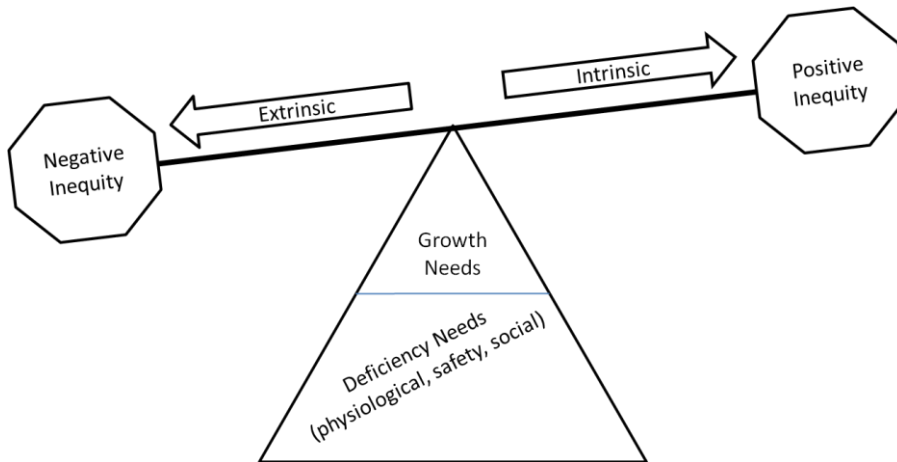 Extrinsic
Intrinsic
Positive
Inequity
Negative
Inequity
Growth
Needs
Deficiency Needs
(physiological, safety, social)